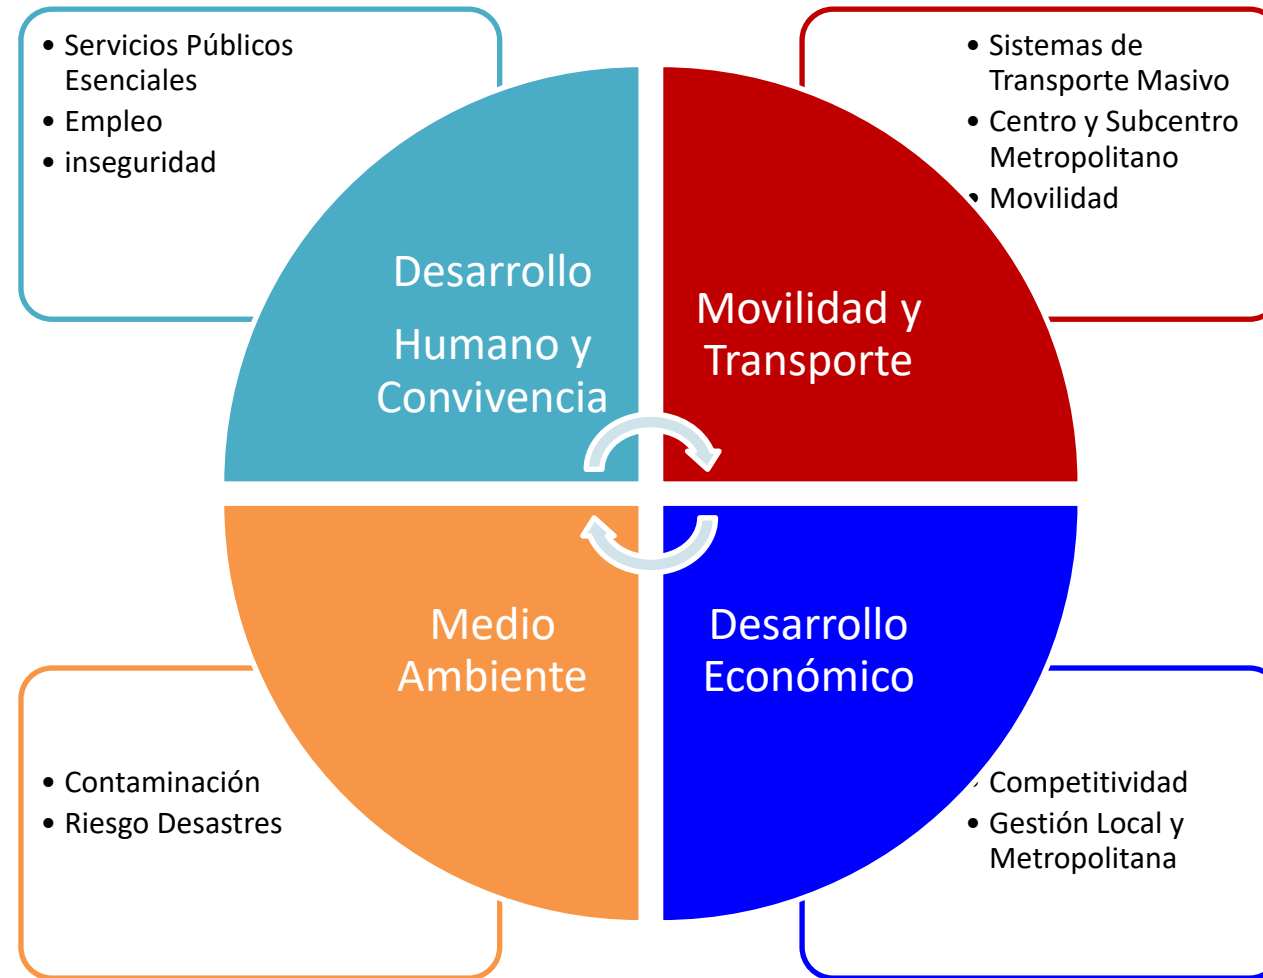 • Servicios Públicos
Esenciales
• Empleo
• inseguridad
• Sistemas de
Transporte Masivo
• Centro y Subcentro
Metropolitano
• Movilidad
Desarrollo
Humano y
Convivencia
Movilidad y
Transporte
Medio
Ambiente
Desarrollo
Económico
• Contaminación
• Riesgo Desastres
• Competitividad
• Gestión Local y
Metropolitana